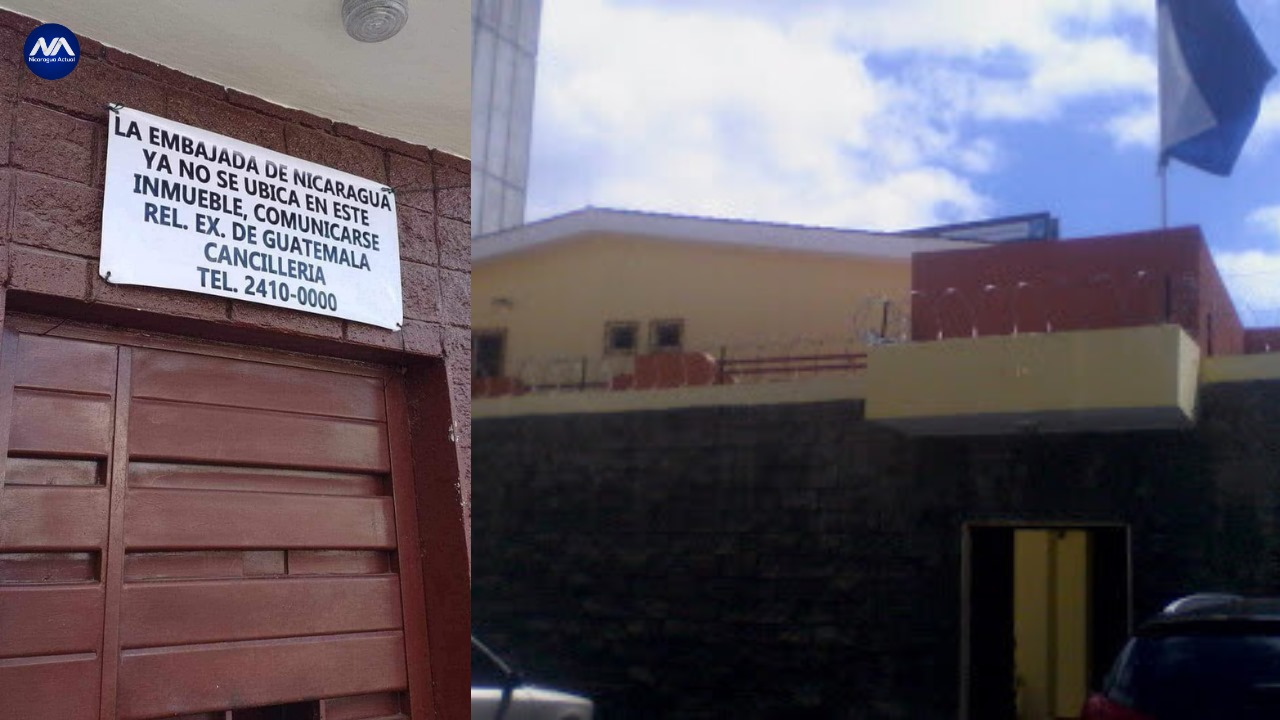 NA
Nicaragua Actual
LA EMBAJADA DE NICARAGUA
YA NO SE UBICA EN ESTE
INMUEBLE, COMUNICARSE
REL. EX. DE GUATEMALA
CANCILLERIA
TEL. 2410-0000